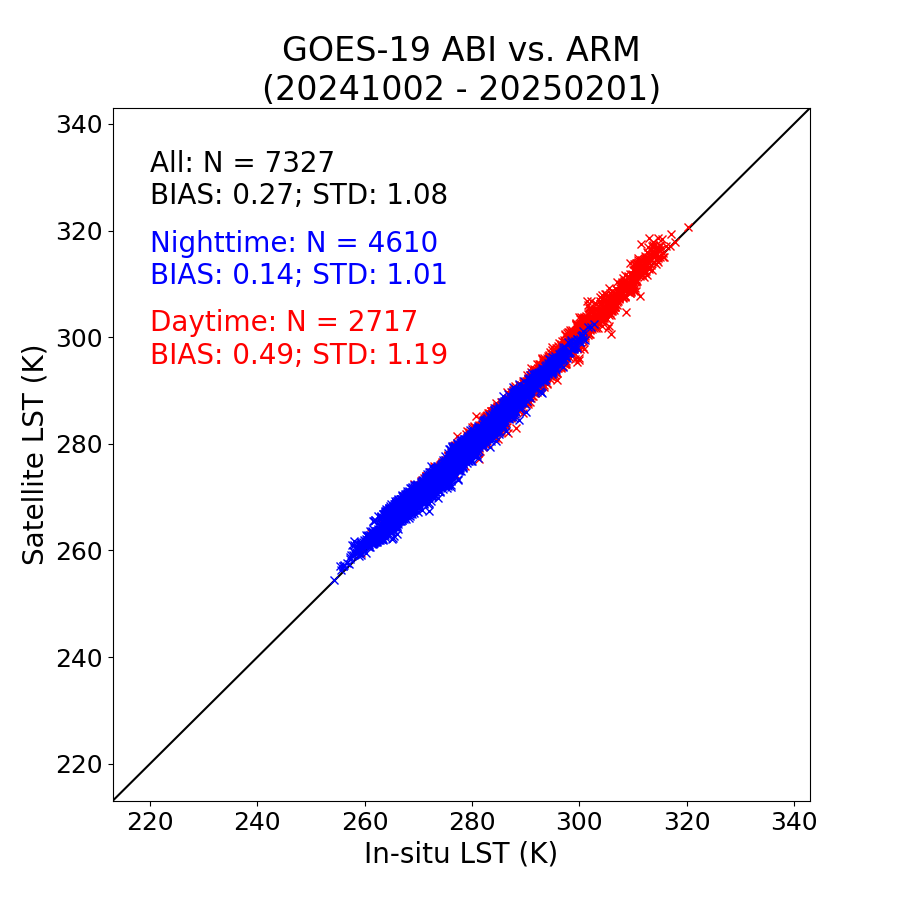 GOES-19 ABI vs. ARM
(20241002 - 20250201)
340
320
300
280
260
240
220
Satellite LST (K)
All: N = 7327
BIAS: 0.27; STD: 1.08
Nighttime: N = 4610
BIAS: 0.14; STD: 1.01
Daytime: N = 2717
BIAS: 0.49; STD: 1.19
220 240 260 280 300 320 340
In-situ LST (K)